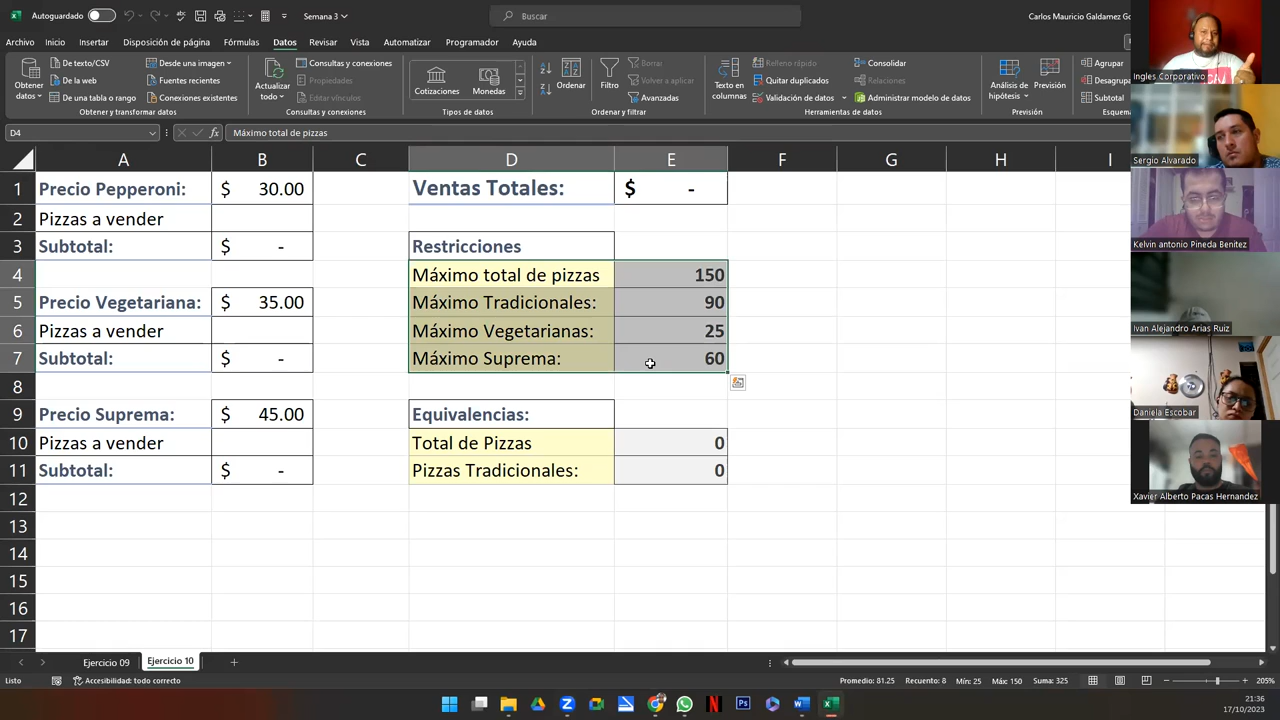 Autoguardado
Semana 3
Buscar
Carlos Mauricio Galdamez Go
Archivo Inicio Insertar Disposición de página Fórmulas Datos Revisar Vista Automatizar Programador Ayuda
Obtener datos
De texto/CSV
De la web
De una tabla o rango
Desde una imagen
Fuentes recientes
Conexiones existentes
Obtener y transformar datos
Actualizar todo
Consultas y conexiones
Propiedades
Editar vínculos
Consultas y conexiones
Cotizaciones
Monedas
Tipos de datos
Ordenar
Filtro
Borrar
Volver a aplicar
Avanzadas
Ordenar y filtrar
Texto en columnas
Relleno rápido
Quitar duplicados
Validación de datos
Consolidar
Relaciones
Administrar modelo de datos
Herramientas de datos
Análisis de hipótesis
Previsión
Previsión
Agrupar
Desagrup
Subtotal
Esquem
D4
fx
Máximo total de pizzas
A B C D E F G H I
1 Precio Pepperoni: $ 30.00 Ventas Totales: $ -
2 Pizzas a vender
3 Subtotal: $ - Restricciones
4 Máximo total de pizzas 150
5 Precio Vegetariana: $ 35.00 Máximo Tradicionales: 90
6 Pizzas a vender Máximo Vegetarianas: 25
7 Subtotal: $ - Máximo Suprema: 60
8
9 Precio Suprema: $ 45.00 Equivalencias:
10 Pizzas a vender Total de Pizzas 0
11 Subtotal: $ - Pizzas Tradicionales: 0
12
13
14
15
16
17
Ejercicio 09 Ejercicio 10
Listo
Accesibilidad: todo correcto
Promedio: 81.25 Recuento: 8 Mín: 25 Máx: 150 Suma: 325
205%
21:36
17/10/2023
Ingles Corporativo
Sergio Alvarado
Kelvin antonio Pineda Benitez
Ivan Alejandro Arias Ruiz
Daniela Escobar
Xavier Alberto Pacas Hernandez